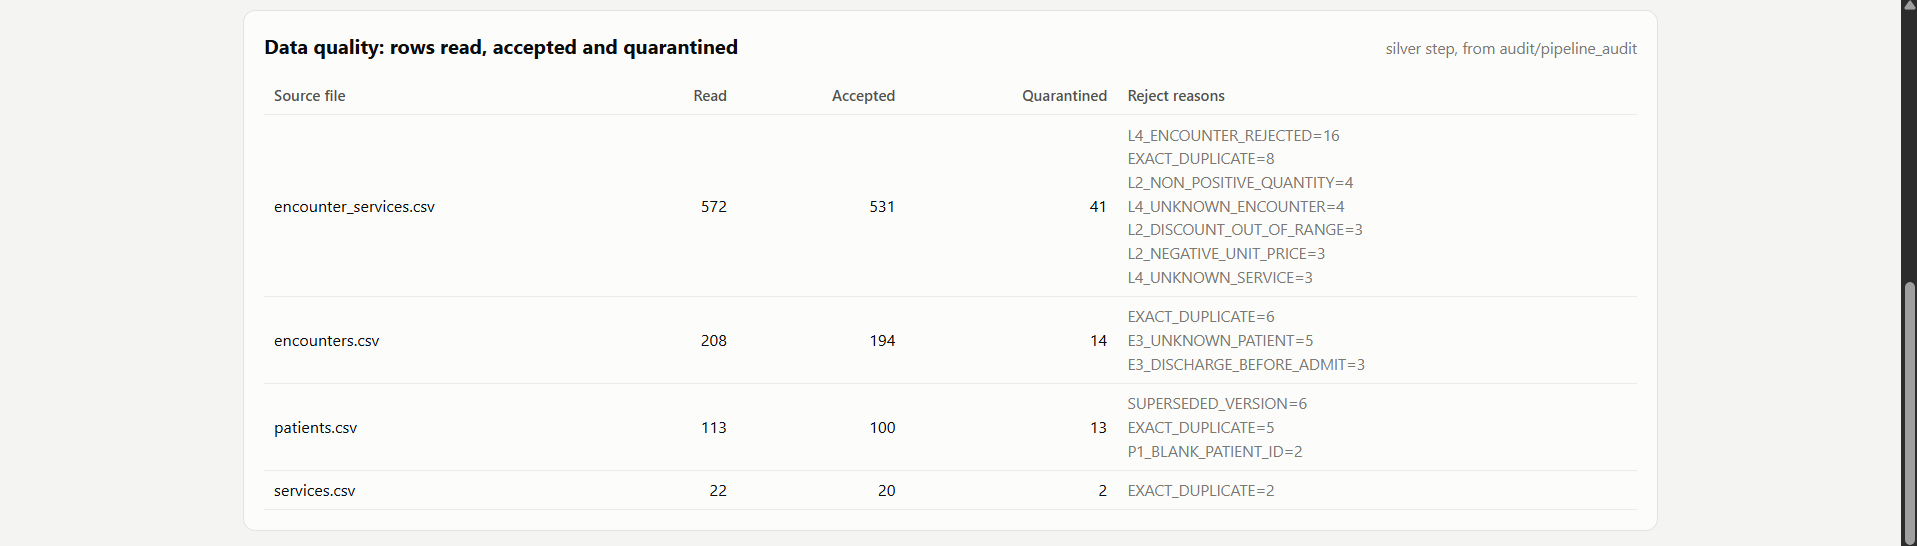 Data quality: rows read, accepted and quarantined
silver step, from audit/pipeline_audit
Source file Read Accepted Quarantined Reject reasons
encounter_services.csv 572 531 41
L4_ENCOUNTER_REJECTED=16
EXACT_DUPLICATE=8
L2_NON_POSITIVE_QUANTITY=4
L4_UNKNOWN_ENCOUNTER=4
L2_DISCOUNT_OUT_OF_RANGE=3
L2_NEGATIVE_UNIT_PRICE=3
L4_UNKNOWN_SERVICE=3
encounters.csv 208 194 14
EXACT_DUPLICATE=6
E3_UNKNOWN_PATIENT=5
E3_DISCHARGE_BEFORE_ADMIT=3
patients.csv 113 100 13
SUPERSEDED_VERSION=6
EXACT_DUPLICATE=5
P1_BLANK_PATIENT_ID=2
services.csv 22 20 2 EXACT_DUPLICATE=2